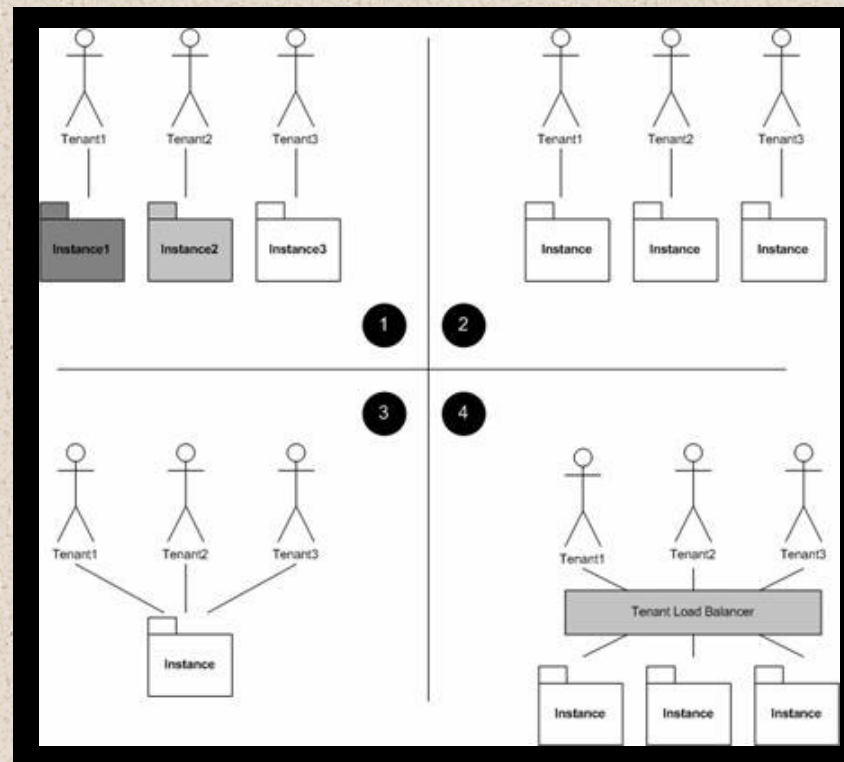 Tenant1 Tenant2 Tenant3
Instance1 Instance2 Instance3
1
Tenant1 Tenant2 Tenant3
Instance Instance Instance
2
3
Tenant1 Tenant2 Tenant3
Instance
4
Tenant1 Tenant2 Tenant3
Tenant Load Balancer
Instance Instance Instance